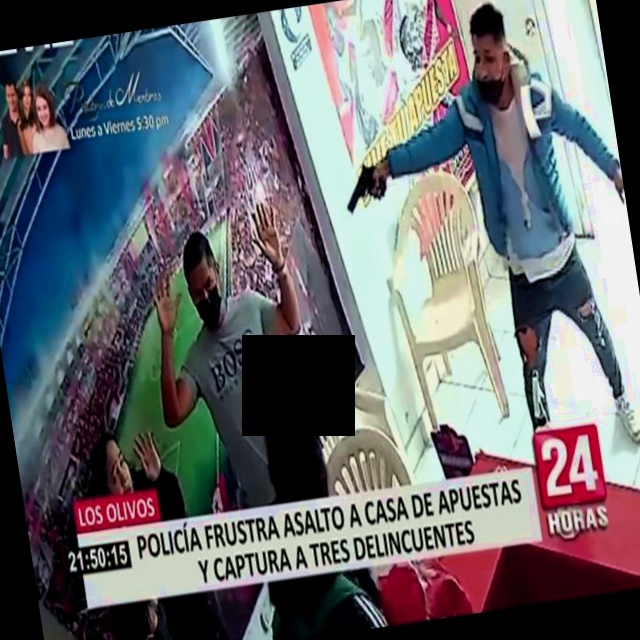 Lunes a Viernes 5:30 pm
APUESTA
BOSS
24
HORAS
LOS OLIVOS
21:50:15
POLICÍA FRUSTRA ASALTO A CASA DE APUESTAS
Y CAPTURA A TRES DELINCUENTES